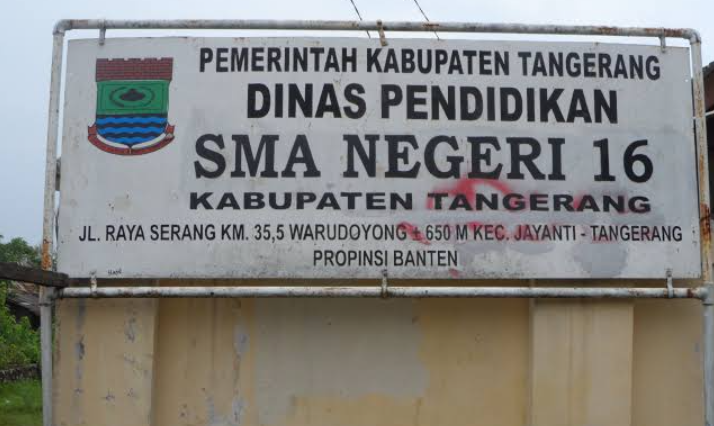 PEMERINTAH KABUPATEN TANGERANG
DINAS PENDIDIKAN
SMA NEGERI 16
KABUPATEN TANGERANG
JL. RAYA SERANG KM. 35,5 WARUDOYONG ± 650 M KEC. JAYANTI - TANGERANG
PROPINSI BANTEN